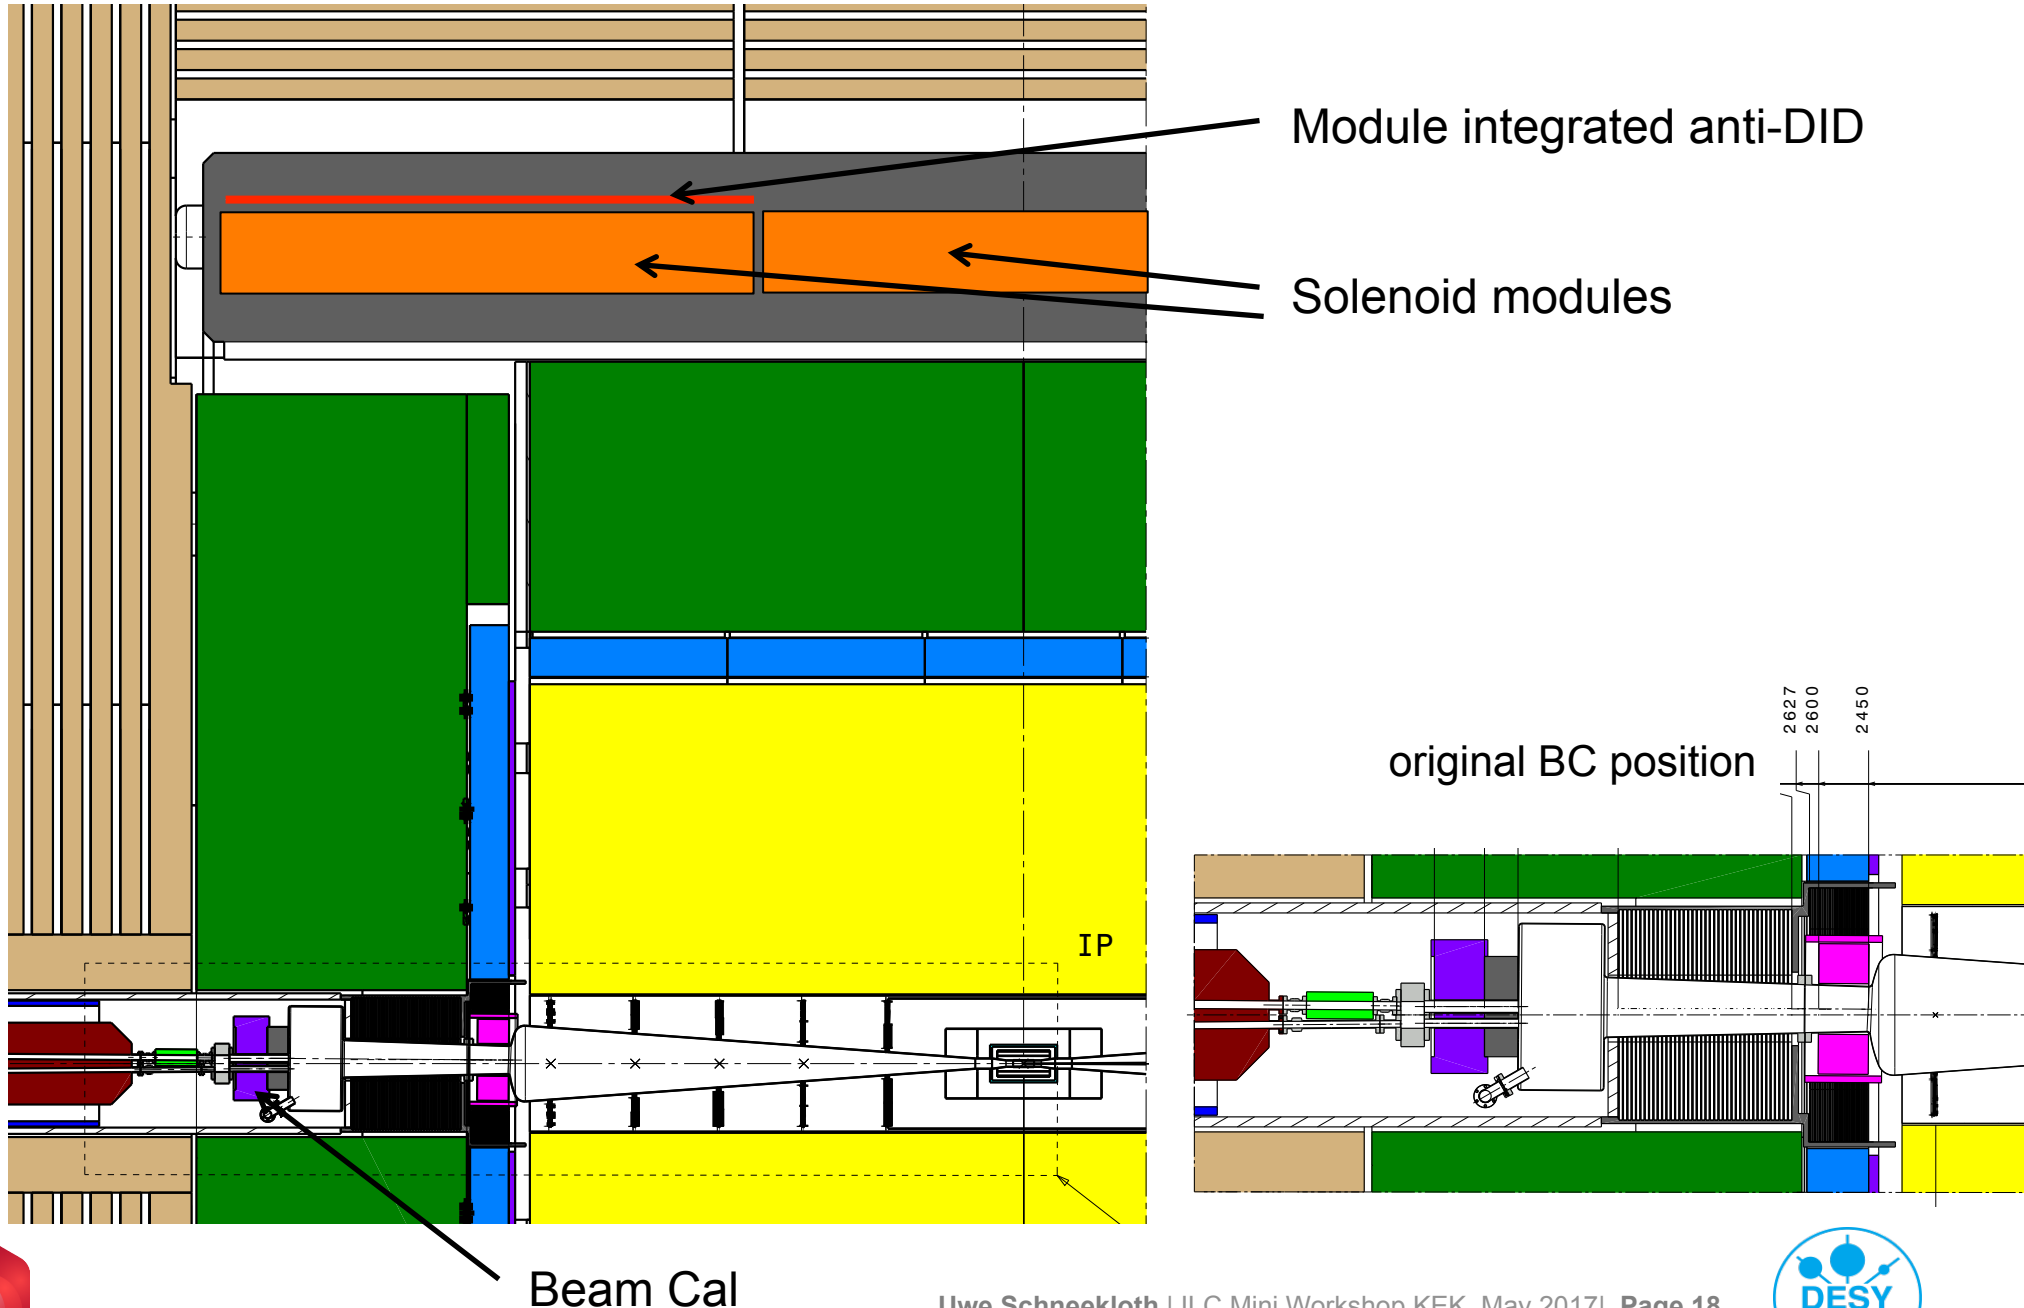 Module integrated anti-DID
Solenoid modules
2627
2600
2450
original BC position
IP
Beam Cal
Uwe Schneekloth | ILC Mini Workshop KEK, May 2017| Page 18
DESY